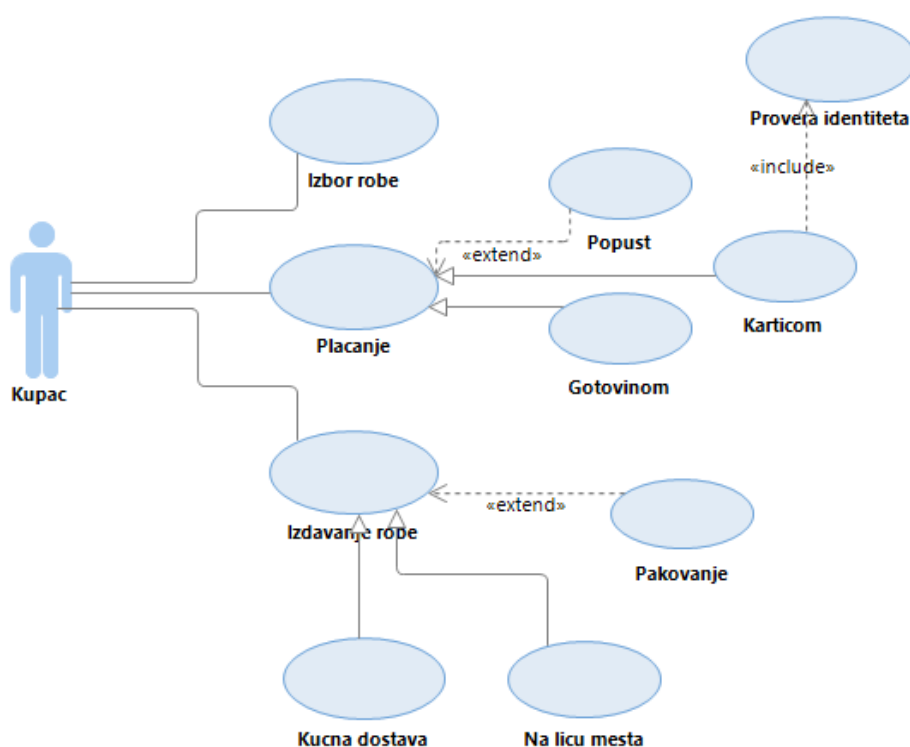 Provera identiteta
«include»
Izbor robe
Popust
«extend»
Karticom
Placanje
Gotovinom
Kupac
«extend»
Izdavanje robe
Pakovanje
Kucna dostava
Na licu mesta